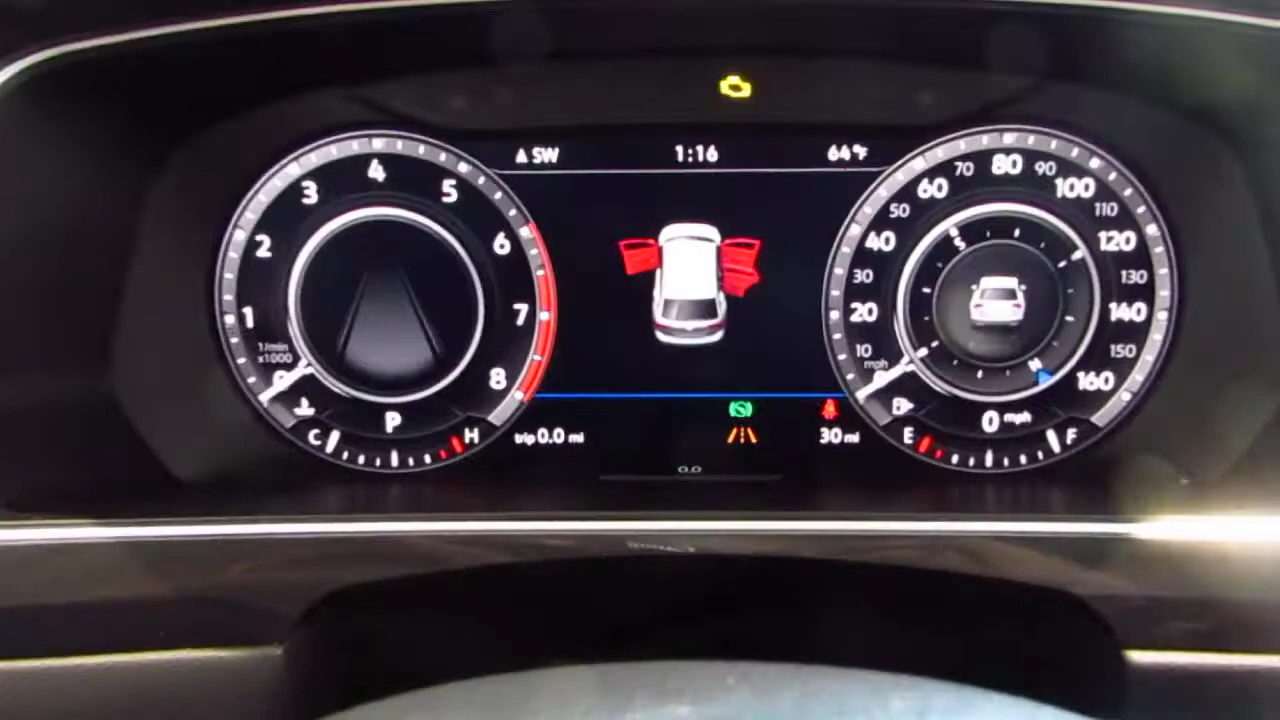 SW 1:16 64°F
1/min
x1000
0 1 2 3 4 5 6 7 8
P
C H
trip 0.0 mi
30 mi
0.0
0 10 20 30 40 50 60 70 80 90 100 110 120 130 140 150 160
mph
S
N
0 mph
E F